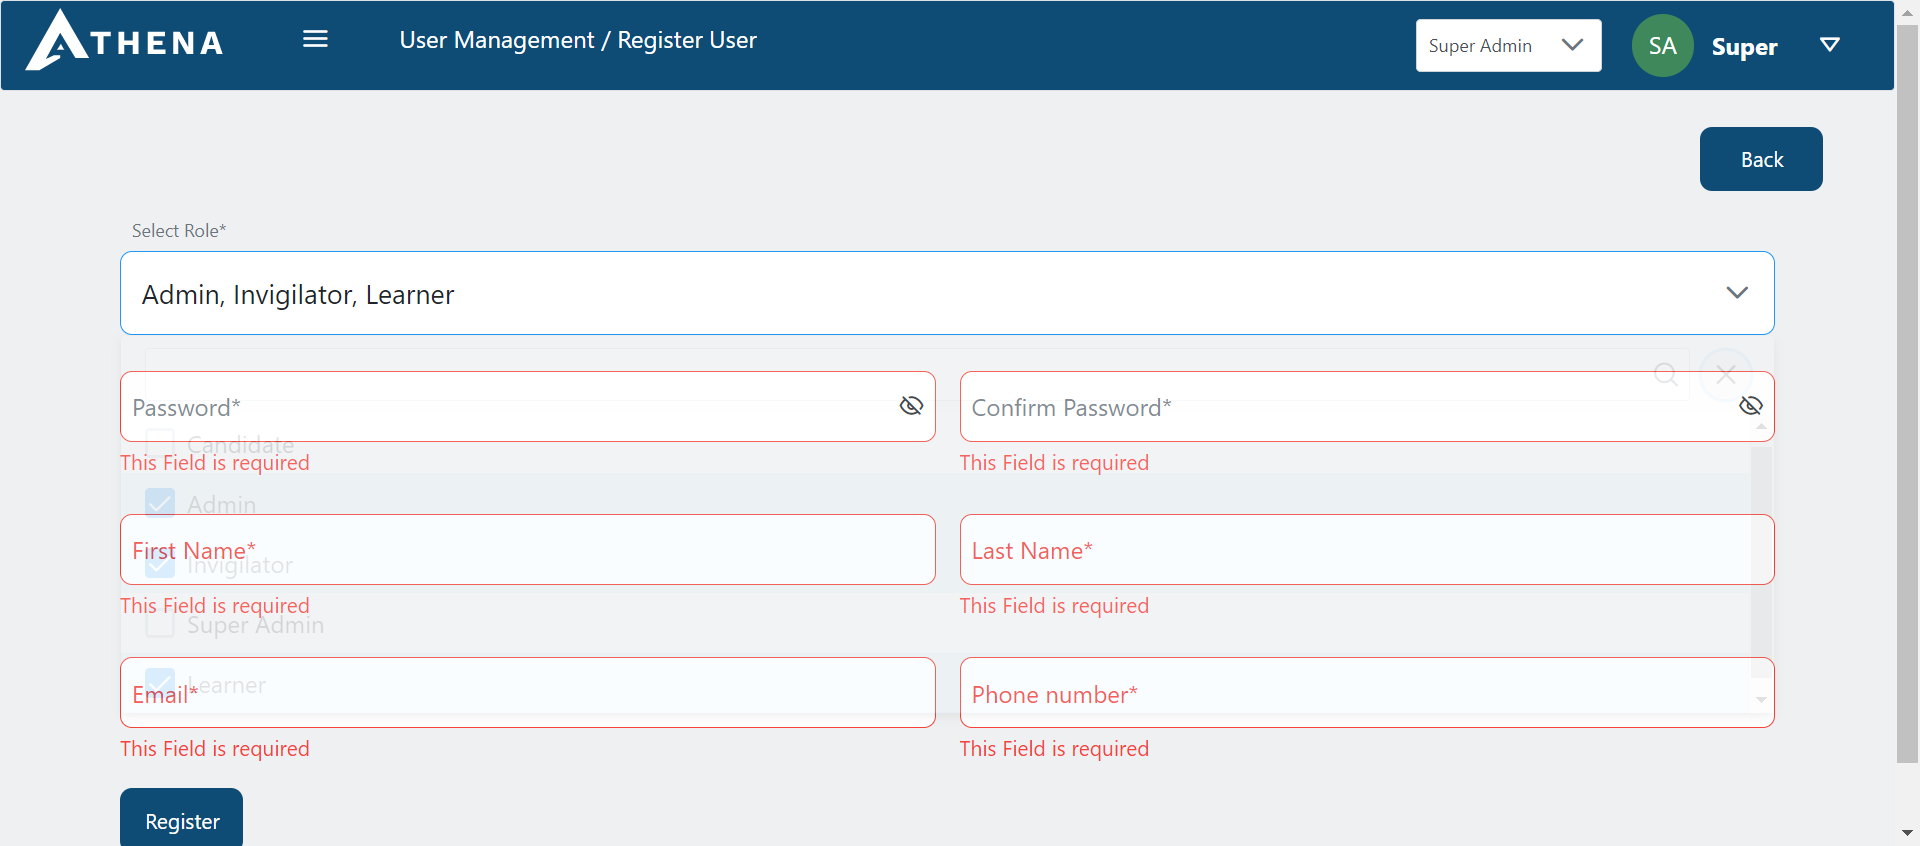 ATHENA
User Management / Register User
Super Admin
SA
Super
Back
Select Role*
Admin, Invigilator, Learner
Password*
Confirm Password*
Candidate
This Field is required
This Field is required
Admin
First Name*
Last Name*
Invigilator
This Field is required
This Field is required
Super Admin
Email*
Learner
Phone number*
This Field is required
This Field is required
Register